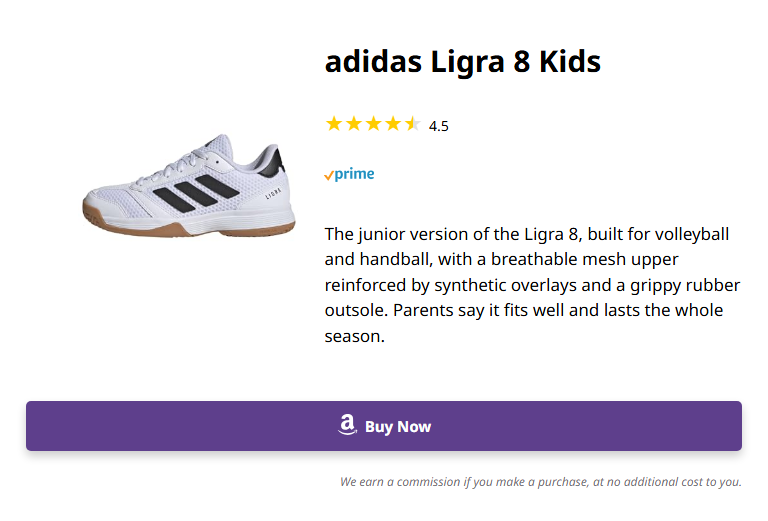 adidas Ligra 8 Kids
4.5
prime
LIGRA
The junior version of the Ligra 8, built for volleyball
and handball, with a breathable mesh upper
reinforced by synthetic overlays and a grippy rubber
outsole. Parents say it fits well and lasts the whole
season.
a Buy Now
We earn a commission if you make a purchase, at no additional cost to you.